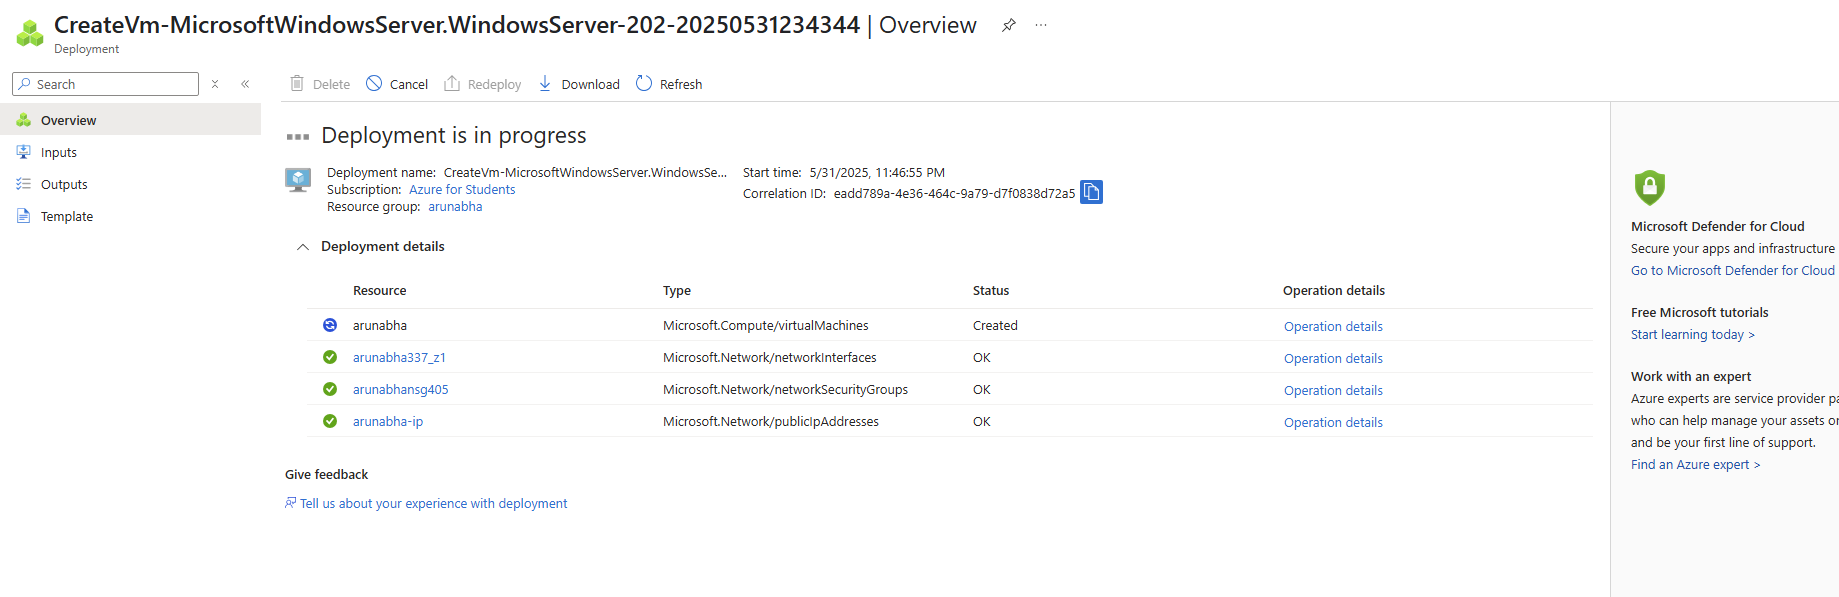 CreateVm-MicrosoftWindowsServer.WindowsServer-202-20250531234344 | Overview
Deployment
Search
Delete Cancel Redeploy Download Refresh
Overview
Inputs
Outputs
Template
Deployment is in progress
Deployment name: CreateVm-MicrosoftWindowsServer.WindowsSe...
Subscription: Azure for Students
Resource group: arunabha
Start time: 5/31/2025, 11:46:55 PM
Correlation ID: eadd789a-4e36-464c-9a79-d7f0838d72a5
Deployment details
Resource Type Status Operation details
arunabha Microsoft.Compute/virtualMachines Created Operation details
arunabha337_z1 Microsoft.Network/networkInterfaces OK Operation details
arunabhansg405 Microsoft.Network/networkSecurityGroups OK Operation details
arunabha-ip Microsoft.Network/publicIpAddresses OK Operation details
Give feedback
Tell us about your experience with deployment
Microsoft Defender for Cloud
Secure your apps and infrastructure
Go to Microsoft Defender for Cloud
Free Microsoft tutorials
Start learning today >
Work with an expert
Azure experts are service provider pa
who can help manage your assets or
and be your first line of support.
Find an Azure expert >